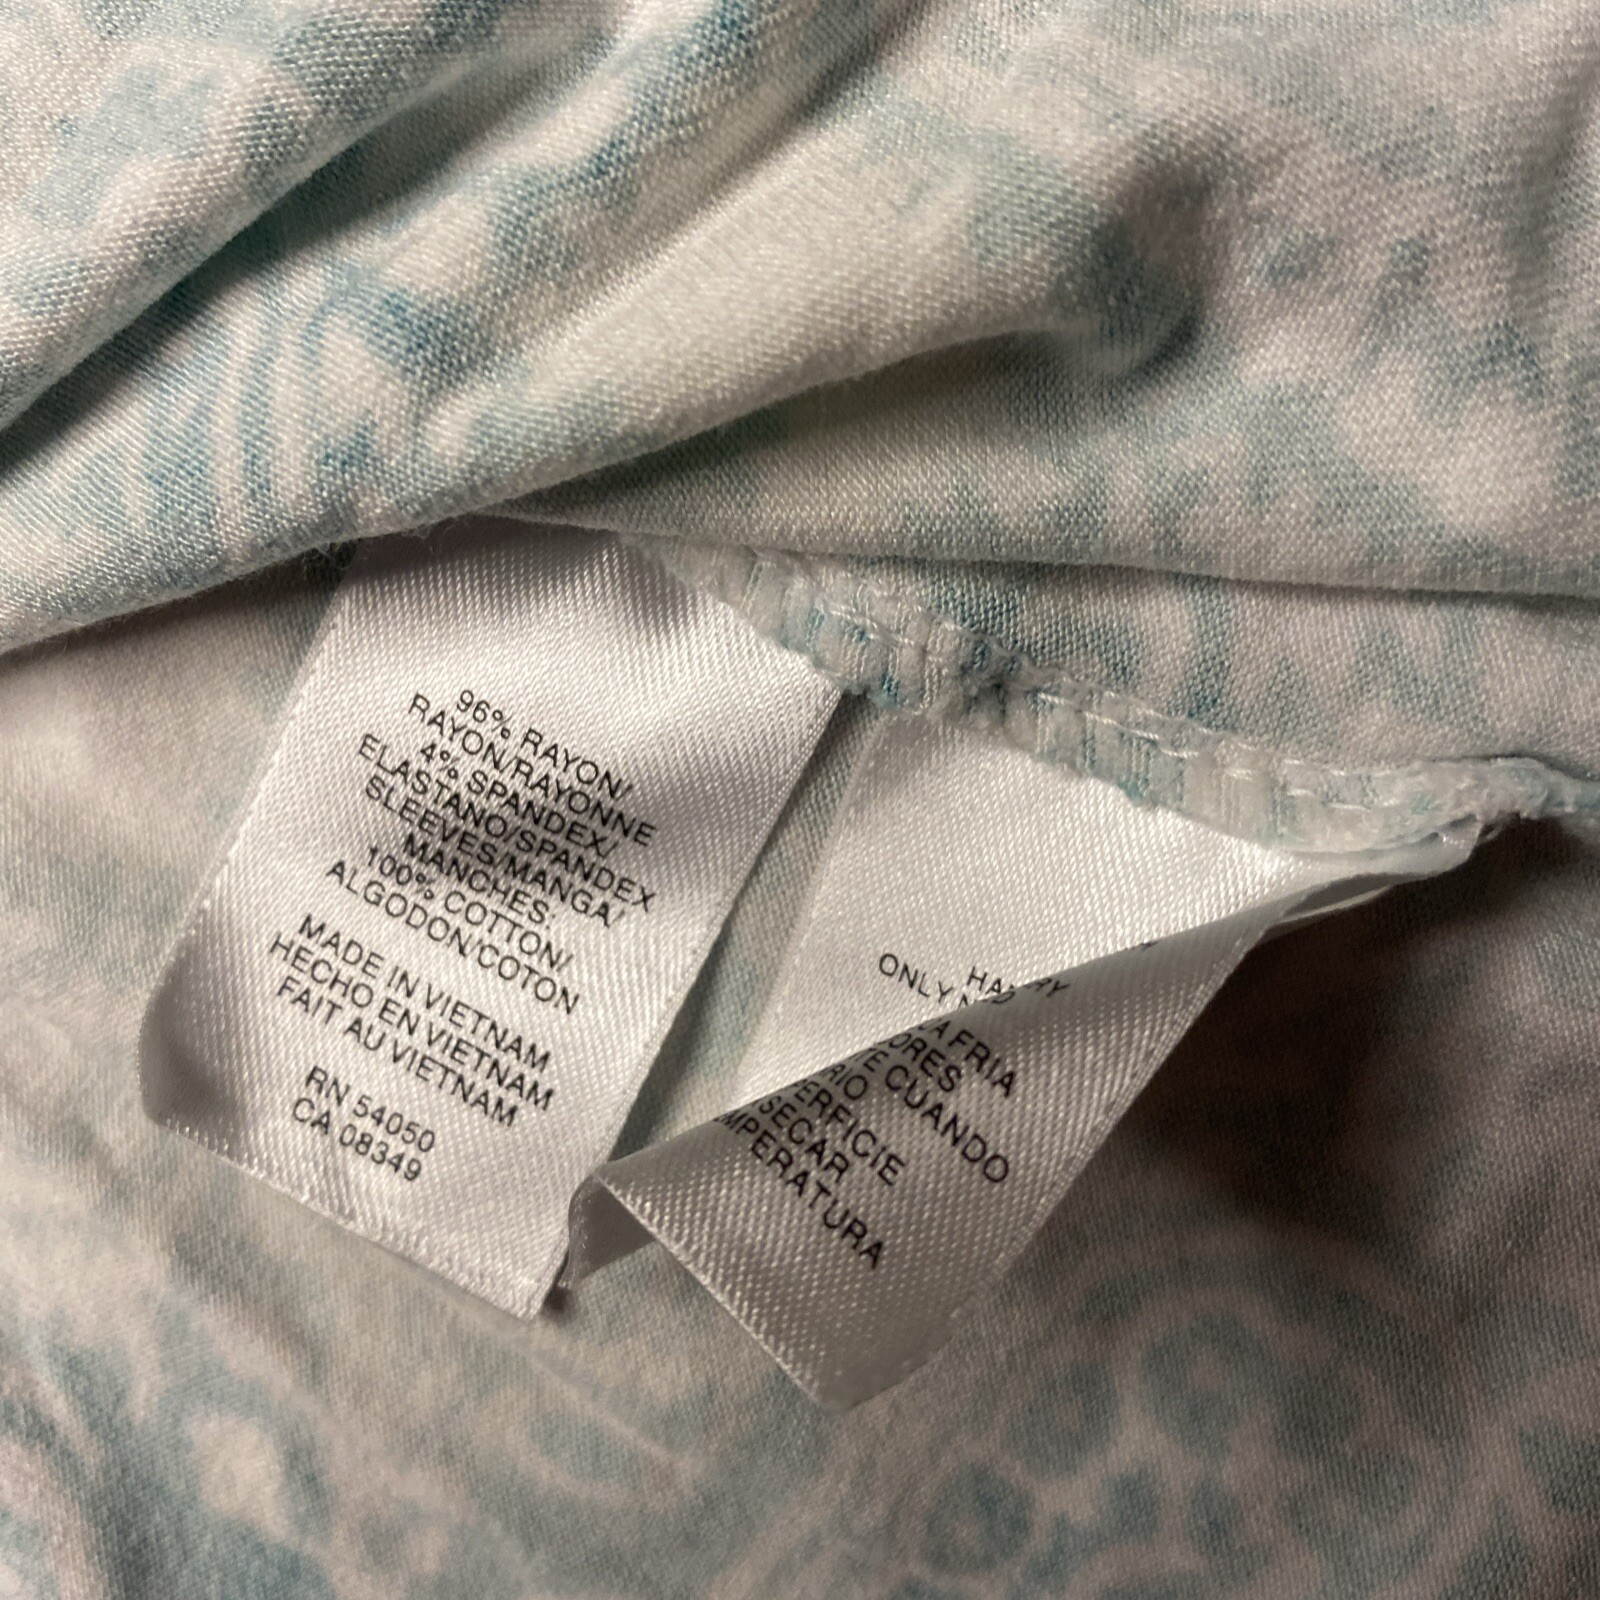 96% RAYON/
RAYON/RAYONNE
4% SPANDEX/
ELASTANO/SPANDEX
SLEEVES/MANGA/
MANCHES:
100% COTTON/
ALGODON/COTON
MADE IN VIETNAM
HECHO EN VIETNAM
FAIT AU VIETNAM
RN 54050
CA 08349
ONLY
FRIA
CUANDO
SECAR